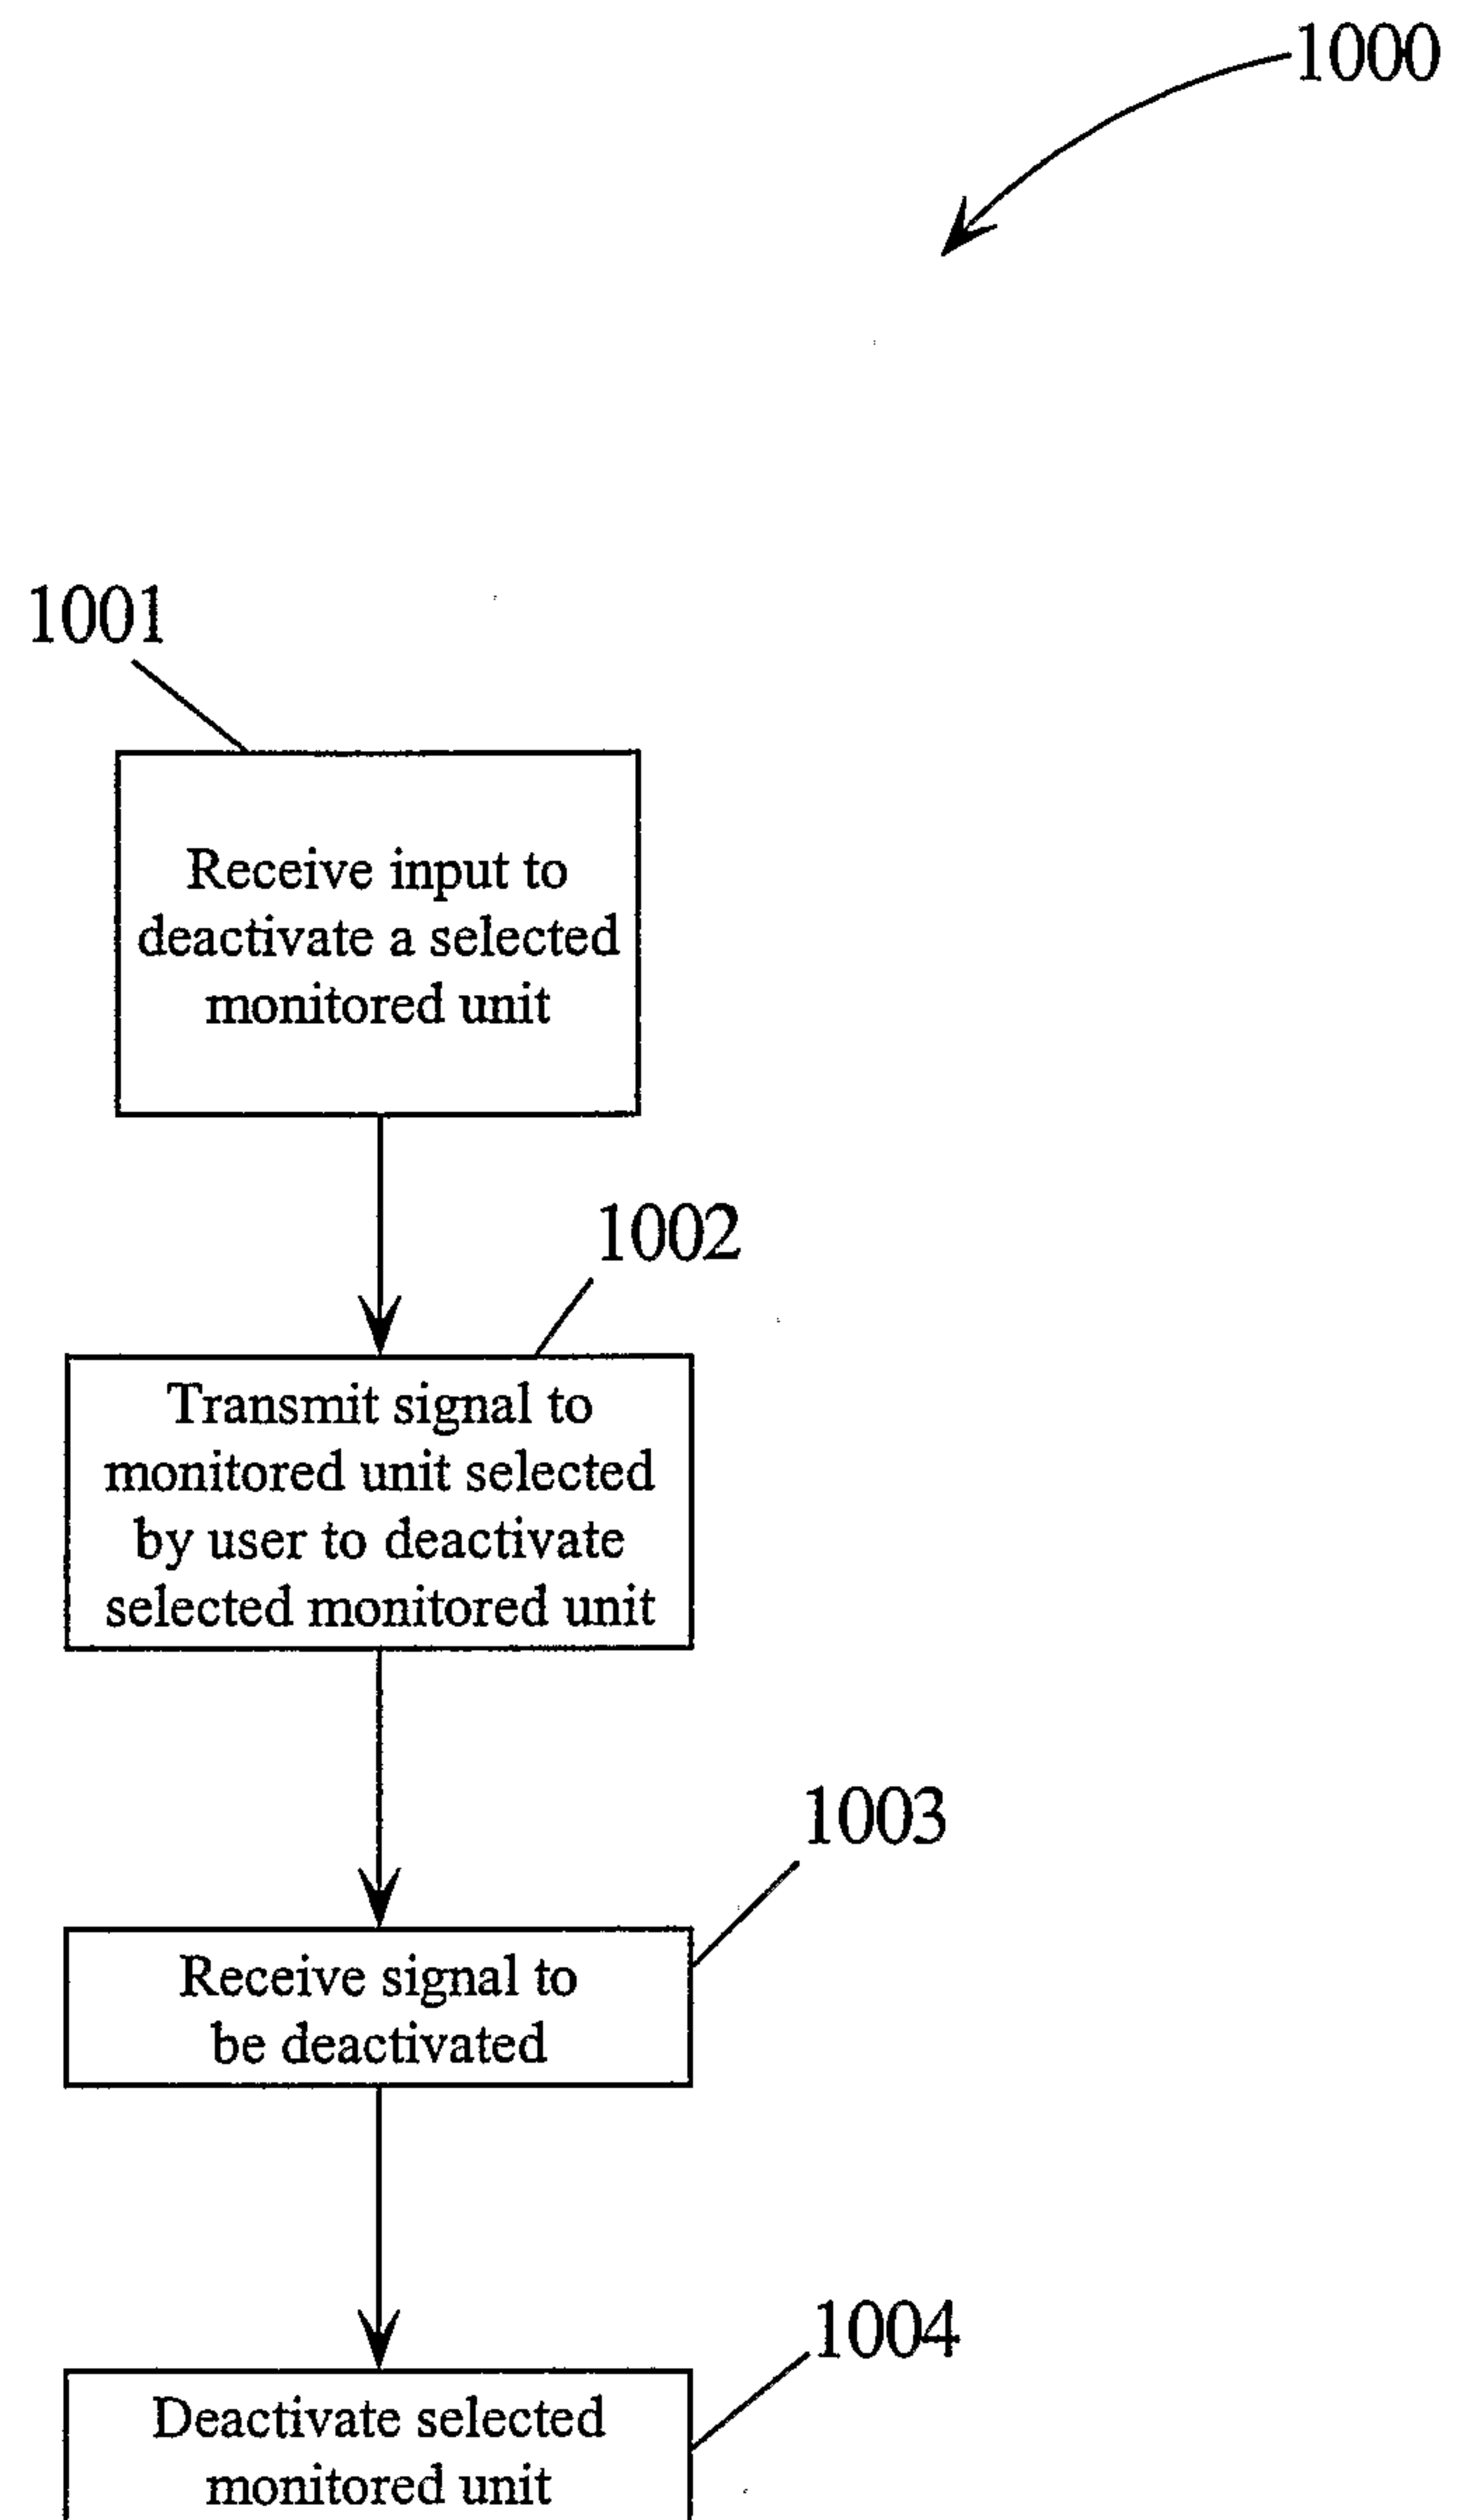 1000
1001
Receive input to
deactivate a selected
monitored unit
1002
Transmit signal to
monitored unit selected
by user to deactivate
selected monitored unit
1003
Receive signal to
be deactivated
1004
Deactivate selected
monitored unit